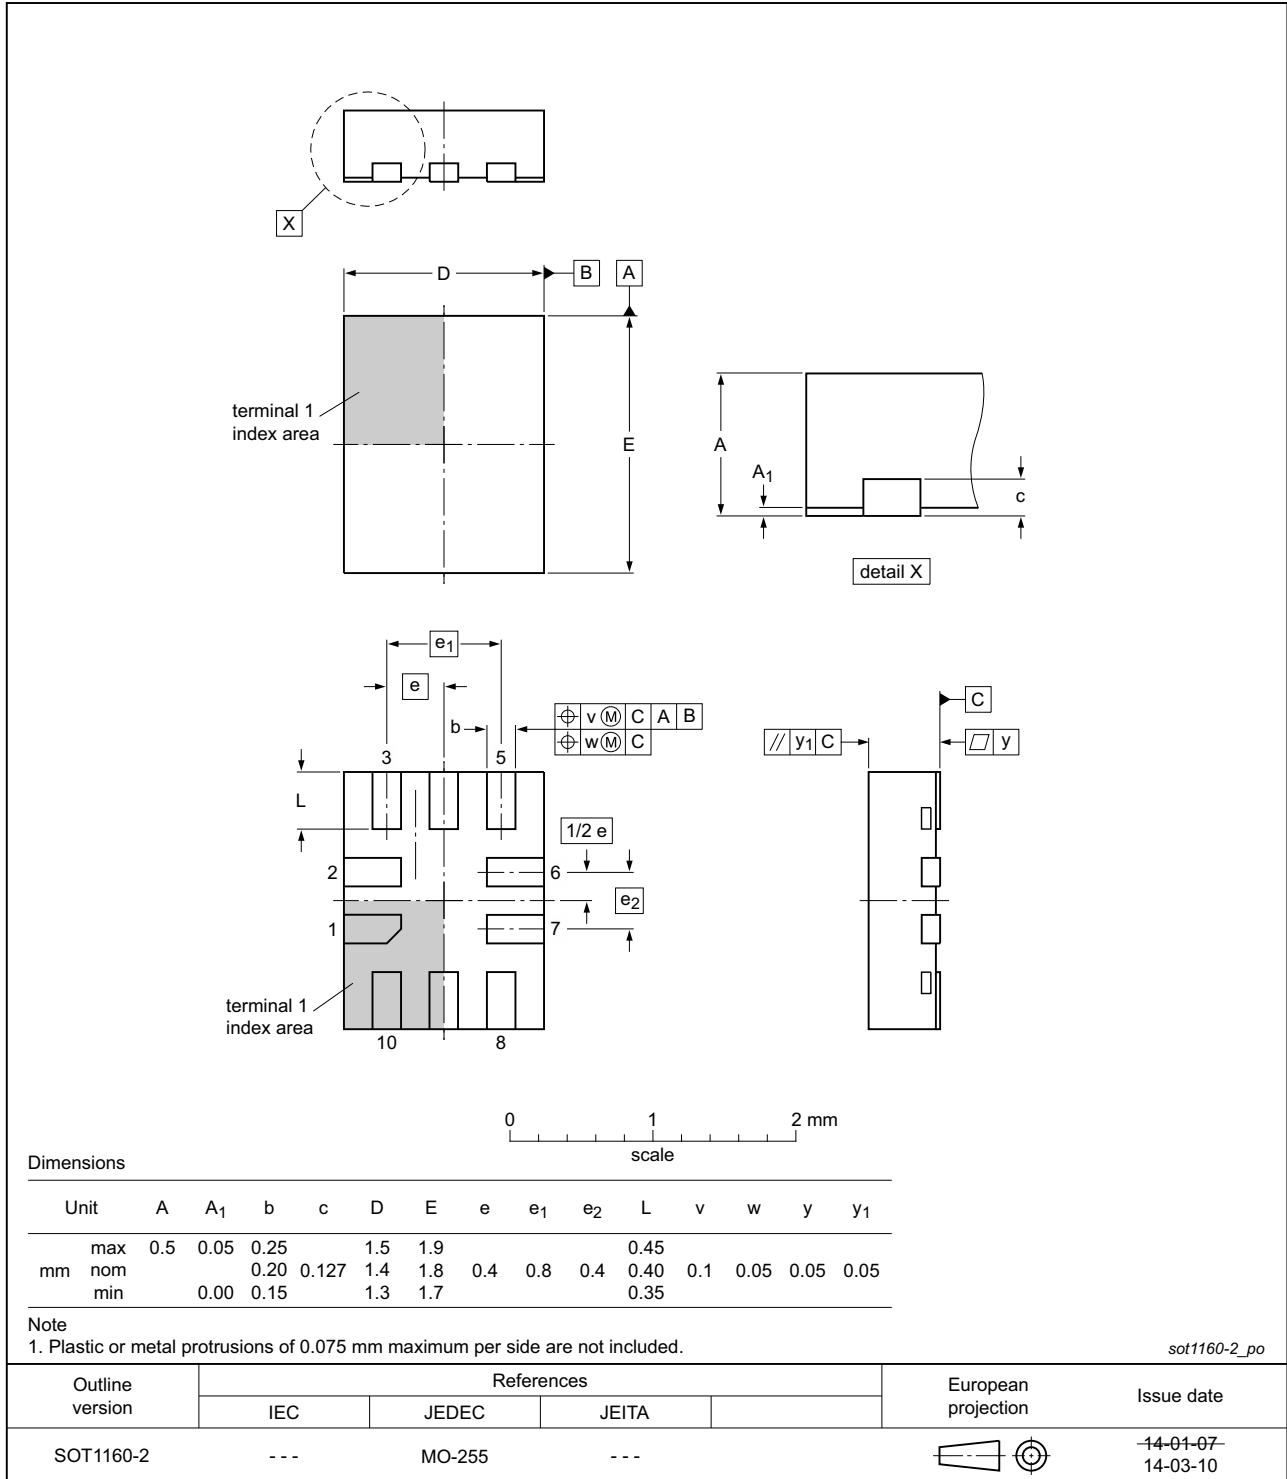 X
D
B
A
terminal 1
index area
E
A
A1
c
detail X
e1
e
b
v M C A B
w M C
3
5
L
1/2 e
2
6
e2
1
7
terminal 1
index area
10
8
C
// y1 C
y
0 1 2 mm
scale
Dimensions
Unit A A1 b c D E e e1 e2 L v w y y1
max 0.5 0.05 0.25 1.5 1.9 0.45
mm nom 0.20 0.127 1.4 1.8 0.4 0.8 0.4 0.40 0.1 0.05 0.05 0.05
min 0.00 0.15 1.3 1.7 0.35
Note
1. Plastic or metal protrusions of 0.075 mm maximum per side are not included.
sot1160-2_po
Outline version
References
IEC JEDEC JEITA
European projection
Issue date
SOT1160-2 - - - MO-255 - - -
14-01-07
14-03-10